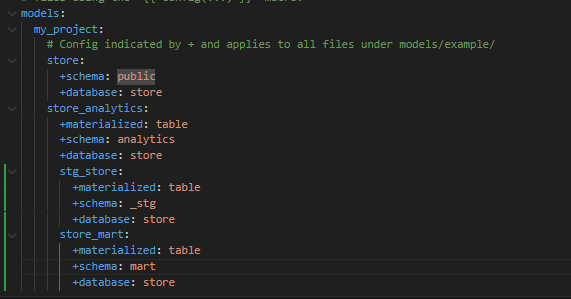 models:
my_project:
# Config indicated by + and applies to all files under models/example/
store:
+schema: public
+database: store
store_analytics:
+materialized: table
+schema: analytics
+database: store
stg_store:
+materialized: table
+schema: _stg
+database: store
store_mart:
+materialized: table
+schema: mart
+database: store